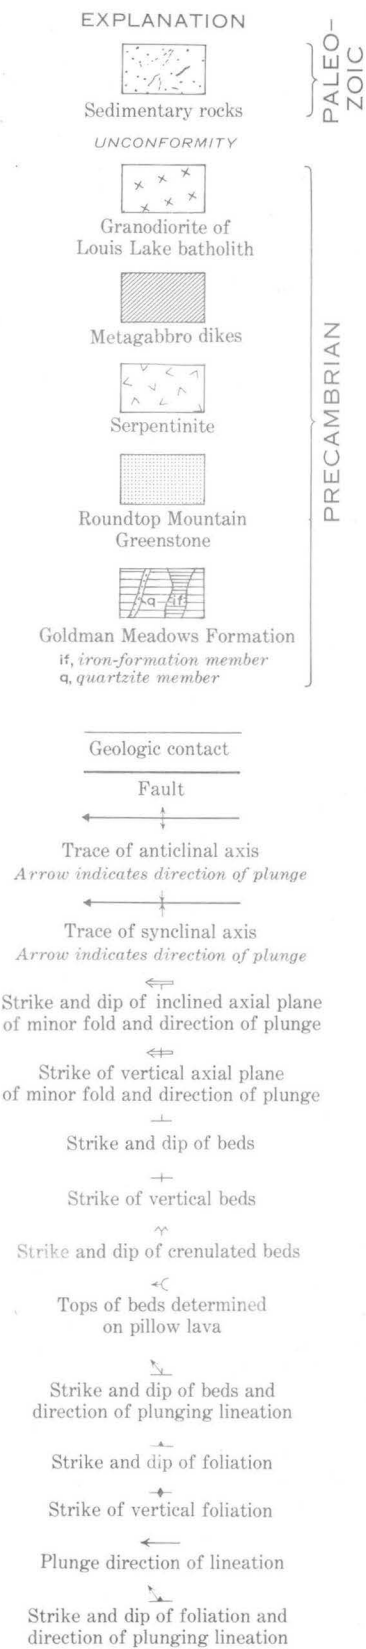 EXPLANATION
Sedimentary rocks
PALEO-
ZOIC
UNCONFORMITY
Granodiorite of
Louis Lake batholith
Metagabbro dikes
Serpentinite
Roundtop Mountain
Greenstone
q if
Goldman Meadows Formation
if, iron-formation member
q, quartzite member
PRECAMBRIAN
Geologic contact
Fault
Trace of anticlinal axis
Arrow indicates direction of plunge
Trace of synclinal axis
Arrow indicates direction of plunge
Strike and dip of inclined axial plane
of minor fold and direction of plunge
Strike of vertical axial plane
of minor fold and direction of plunge
Strike and dip of beds
Strike of vertical beds
Strike and dip of crenulated beds
Tops of beds determined
on pillow lava
Strike and dip of beds and
direction of plunging lineation
Strike and dip of foliation
Strike of vertical foliation
Plunge direction of lineation
Strike and dip of foliation and
direction of plunging lineation